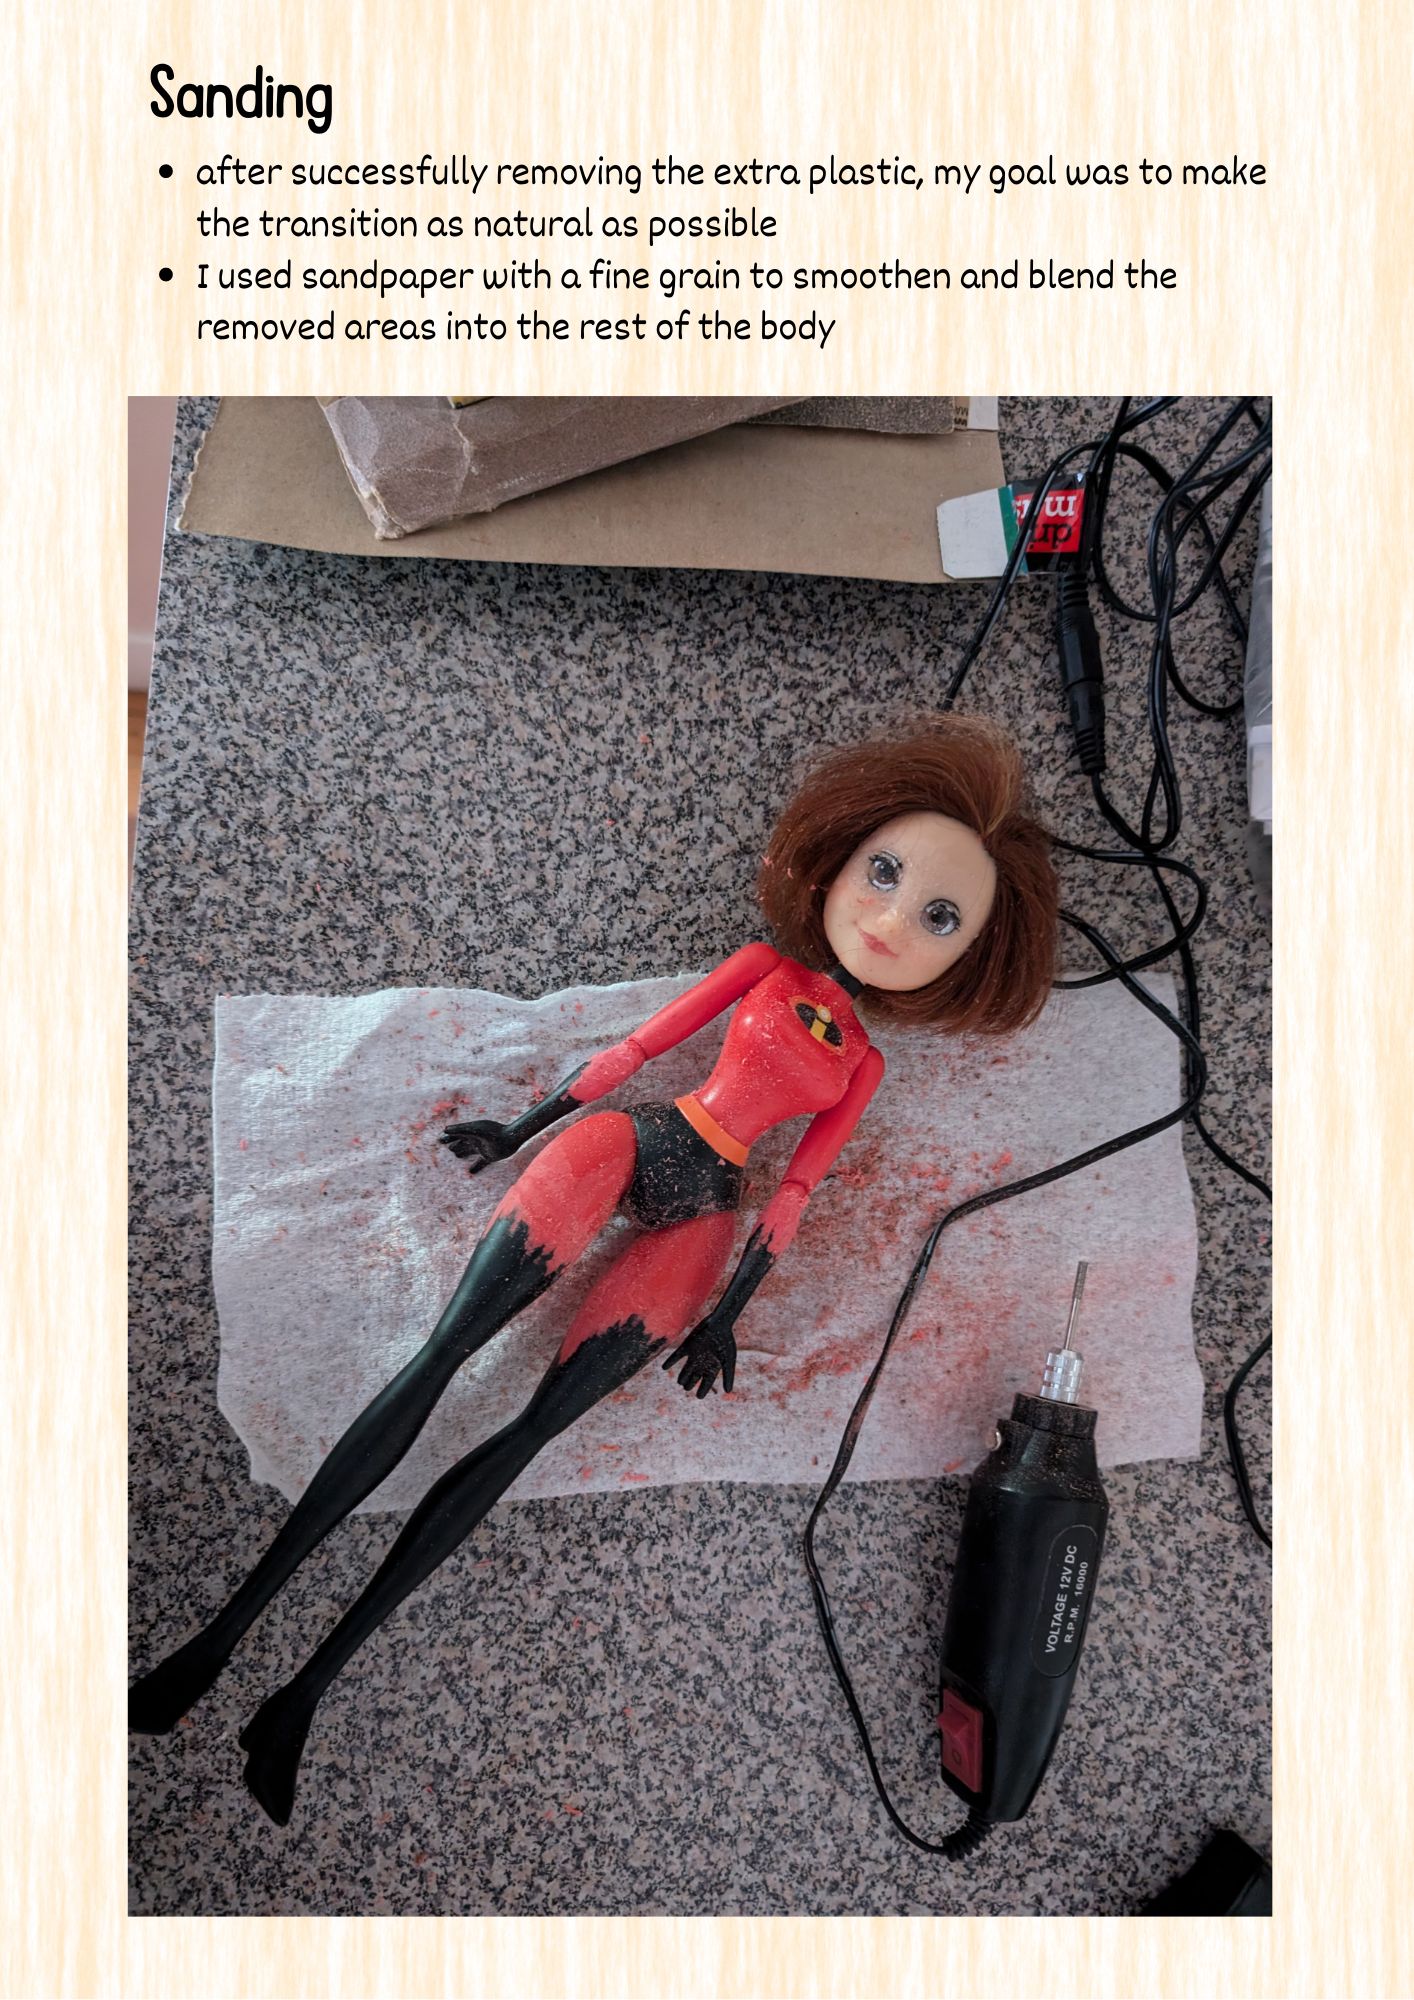 Sanding
• after successfully removing the extra plastic, my goal was to make
the transition as natural as possible
• I used sandpaper with a fine grain to smoothen and blend the
removed areas into the rest of the body
VOLTAGE 12V DC
R.P.M. 16000